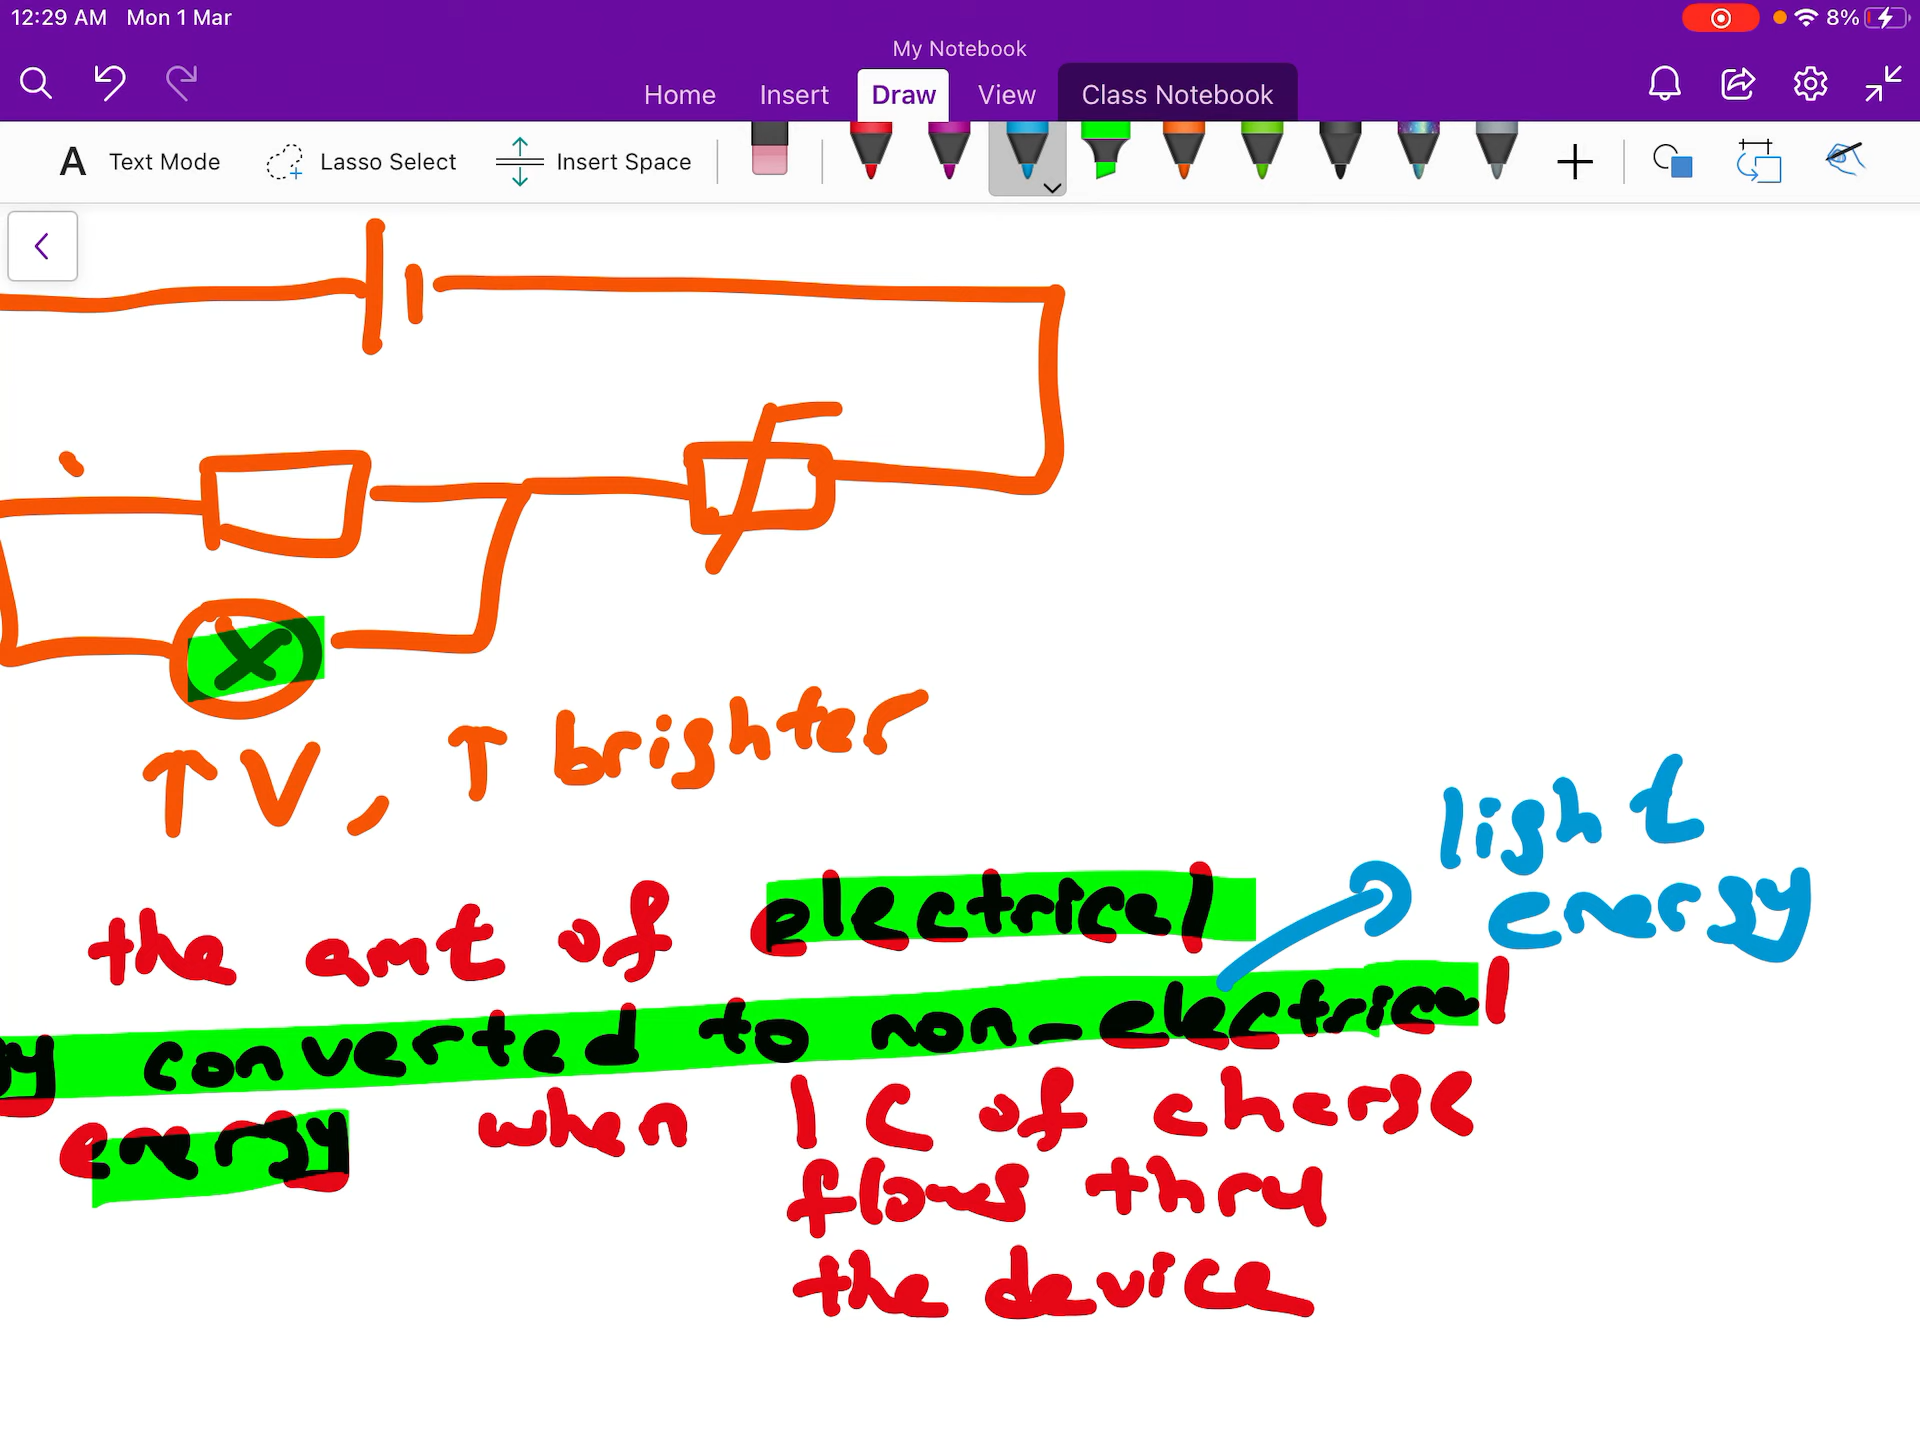 12:29 AM Mon 1 Mar
8%
My Notebook
Home Insert Draw View Class Notebook
A Text Mode Lasso Select Insert Space
↑ V , ↑ brighter
light
energy
the amt of electrical
converted to non-electrical
energy when 1 C of charge
flows thru
the device